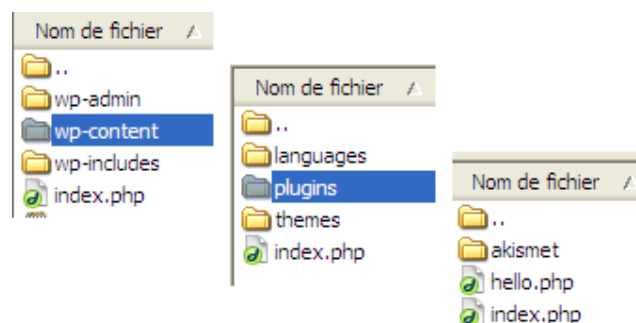 Nom de fichier
..
wp-admin
wp-content
wp-includes
index.php
Nom de fichier
..
languages
plugins
themes
index.php
Nom de fichier
..
akismet
hello.php
index.php